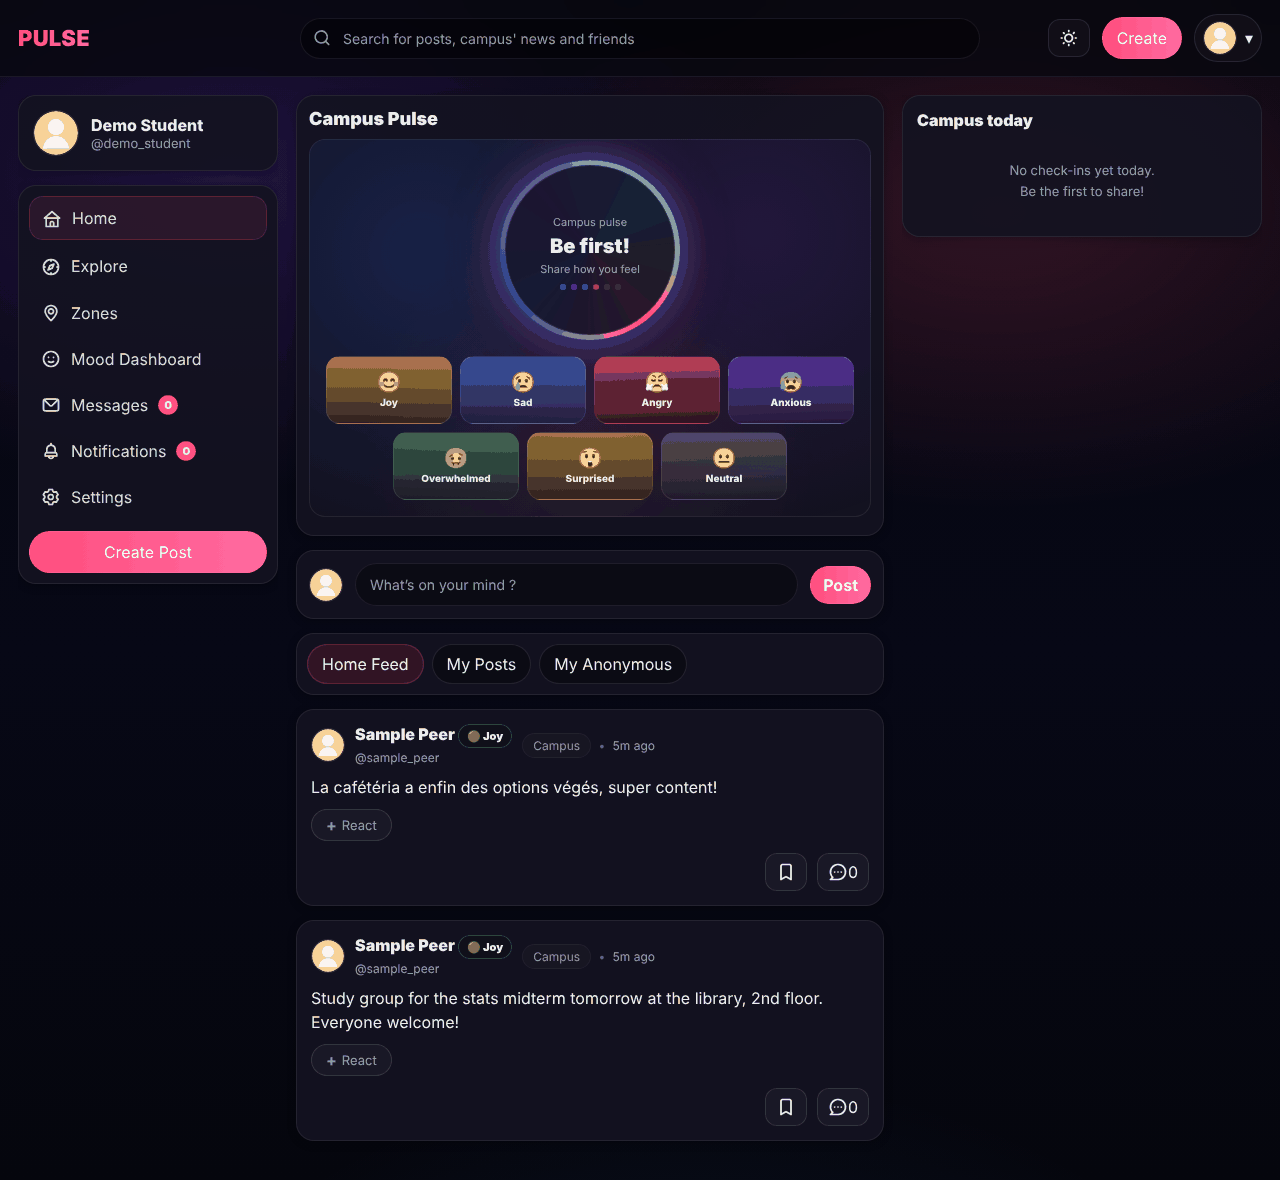 PULSE
Search for posts, campus' news and friends
Create
Demo Student
@demo_student
Home
Explore
Zones
Mood Dashboard
Messages 0
Notifications 0
Settings
Create Post
Campus Pulse
Campus pulse
Be first!
Share how you feel
Joy
Sad
Angry
Anxious
Overwhelmed
Surprised
Neutral
What's on your mind ?
Post
Home Feed
My Posts
My Anonymous
Sample Peer Joy Campus • 5m ago
@sample_peer
La cafétéria a enfin des options végés, super content!
+ React
0
Sample Peer Joy Campus • 5m ago
@sample_peer
Study group for the stats midterm tomorrow at the library, 2nd floor.
Everyone welcome!
+ React
0
Campus today
No check-ins yet today.
Be the first to share!